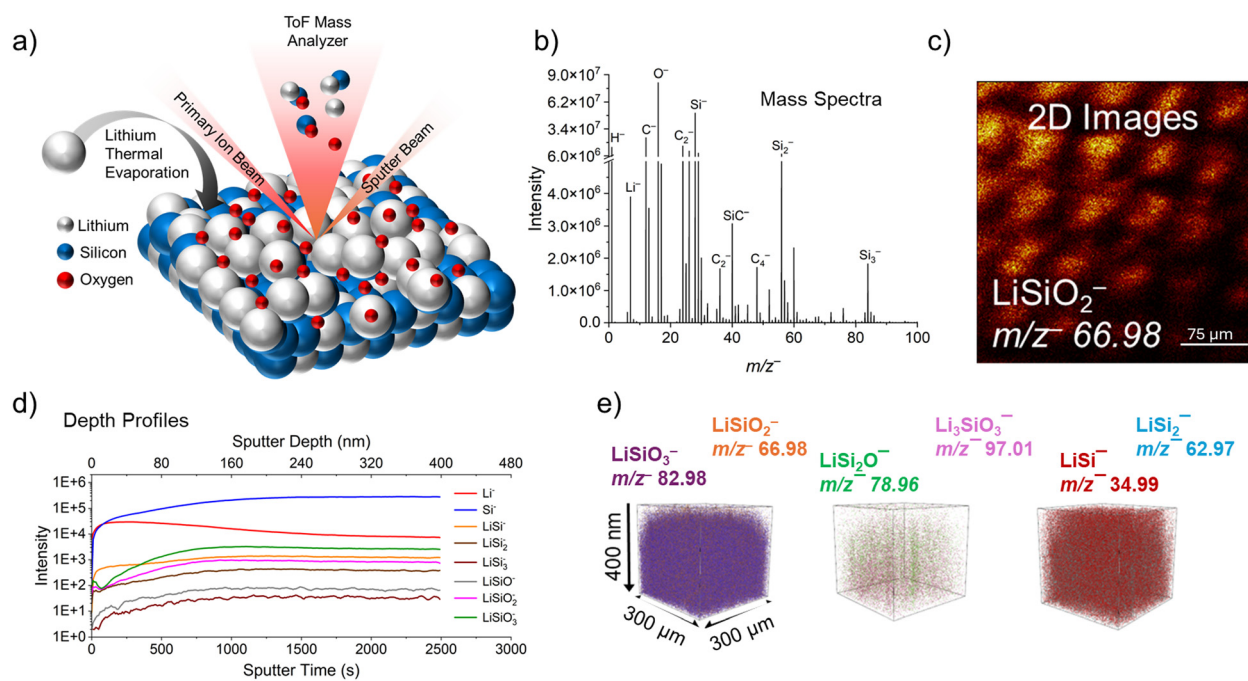 a)
ToF Mass
Analyzer
Primary Ion Beam
Sputter Beam
Lithium
Thermal
Evaporation
Lithium
Silicon
Oxygen
b)
Mass Spectra
9.0×10⁷
6.2×10⁷
3.4×10⁷
6.0×10⁶
4.0×10⁶
3.0×10⁶
2.0×10⁶
1.0×10⁶
0.0
Intensity
H⁻
Li⁻
C⁻
O⁻
C₂⁻
Si⁻
C₂⁻
SiC⁻
C₄⁻
Si₂⁻
Si₃⁻
0 20 40 60 80 100
m/z⁻
c)
2D Images
LiSiO₂⁻
m/z⁻ 66.98
75 µm
d)
Depth Profiles
Sputter Depth (nm)
0 80 160 240 320 400 480
1E+6
1E+5
1E+4
1E+3
1E+2
1E+1
1E+0
Intensity
Li⁻
Si⁻
LiSi⁻
LiSi₂⁻
LiSi₃⁻
LiSiO⁻
LiSiO₂⁻
LiSiO₃⁻
0 500 1000 1500 2000 2500 3000
Sputter Time (s)
e)
LiSiO₃⁻
m/z⁻ 82.98
LiSiO₂⁻
m/z⁻ 66.98
LiSi₂O⁻
m/z⁻ 78.96
Li₃SiO₃⁻
m/z⁻ 97.01
LiSi⁻
m/z⁻ 34.99
LiSi₂⁻
m/z⁻ 62.97
400 nm
300 µm
300 µm